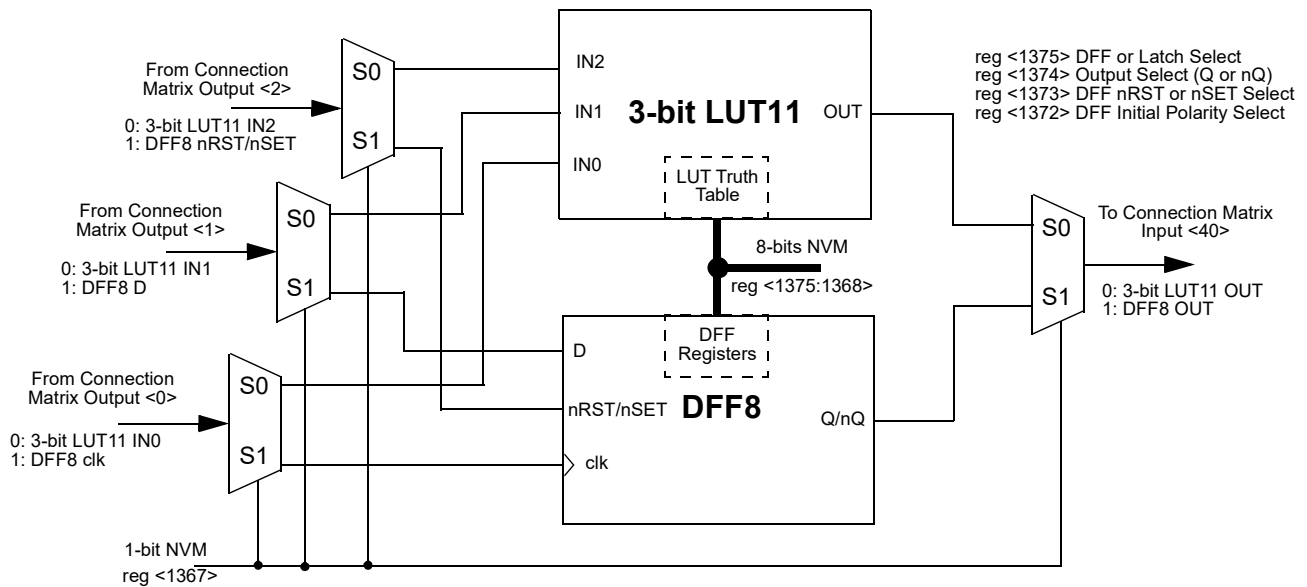 From Connection
Matrix Output <2>
0: 3-bit LUT11 IN2
1: DFF8 nRST/nSET
S0
S1
From Connection
Matrix Output <1>
0: 3-bit LUT11 IN1
1: DFF8 D
S0
S1
From Connection
Matrix Output <0>
0: 3-bit LUT11 IN0
1: DFF8 clk
S0
S1
1-bit NVM
reg <1367>
IN2
IN1
IN0
3-bit LUT11
OUT
LUT Truth
Table
8-bits NVM
reg <1375:1368>
DFF
Registers
D
nRST/nSET
clk
DFF8
Q/nQ
reg <1375> DFF or Latch Select
reg <1374> Output Select (Q or nQ)
reg <1373> DFF nRST or nSET Select
reg <1372> DFF Initial Polarity Select
S0
S1
To Connection Matrix
Input <40>
0: 3-bit LUT11 OUT
1: DFF8 OUT